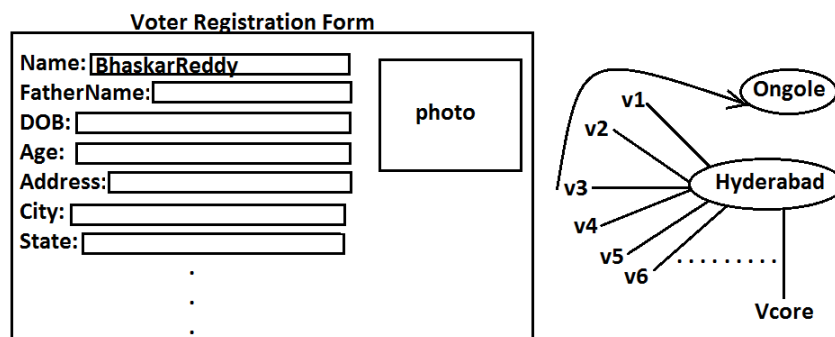 Voter Registration Form
Name: BhaskarReddy
FatherName:
DOB:
Age:
Address:
City:
State:
.
.
.
photo
Ongole
v1
v2
v3
v4
v5
v6
Hyderabad
. . . . . . . . .
Vcore